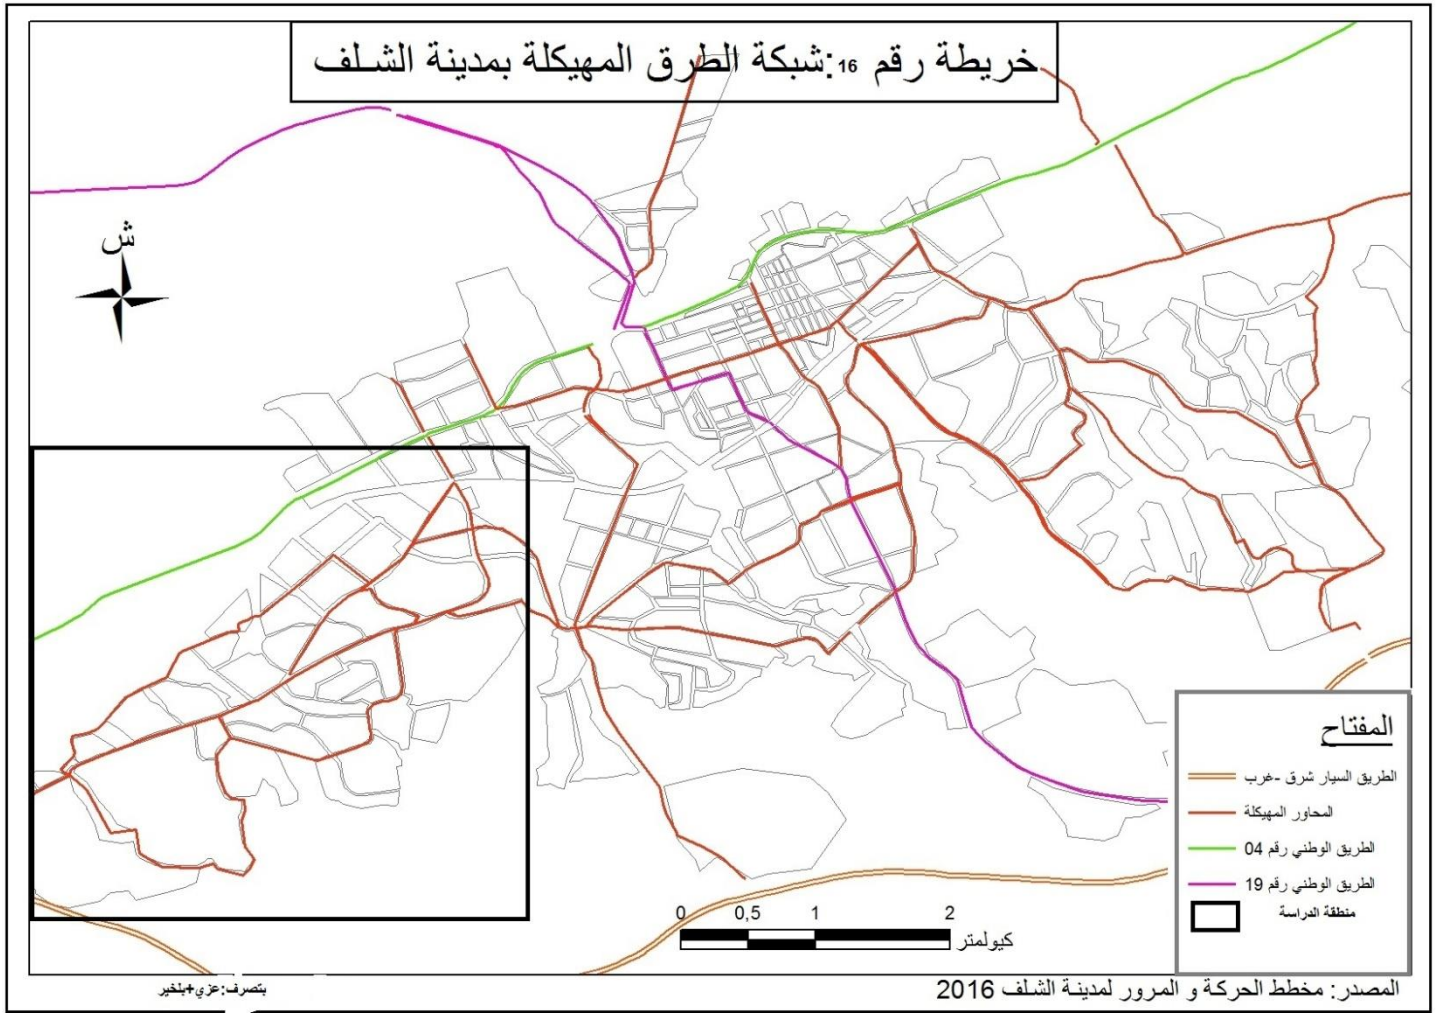 خريطة رقم 16:شبكة الطرق المهيكلة بمدينة الشلف
ش
المفتاح
الطريق السيار شرق -غرب
المحاور المهيكلة
الطريق الوطني رقم 04
الطريق الوطني رقم 19
منطقة الدراسة
0 0,5 1 2
كيولمتر
المصدر: مخطط الحركة و المرور لمدينة الشلف 2016
بتصرف:عزي+بلخير